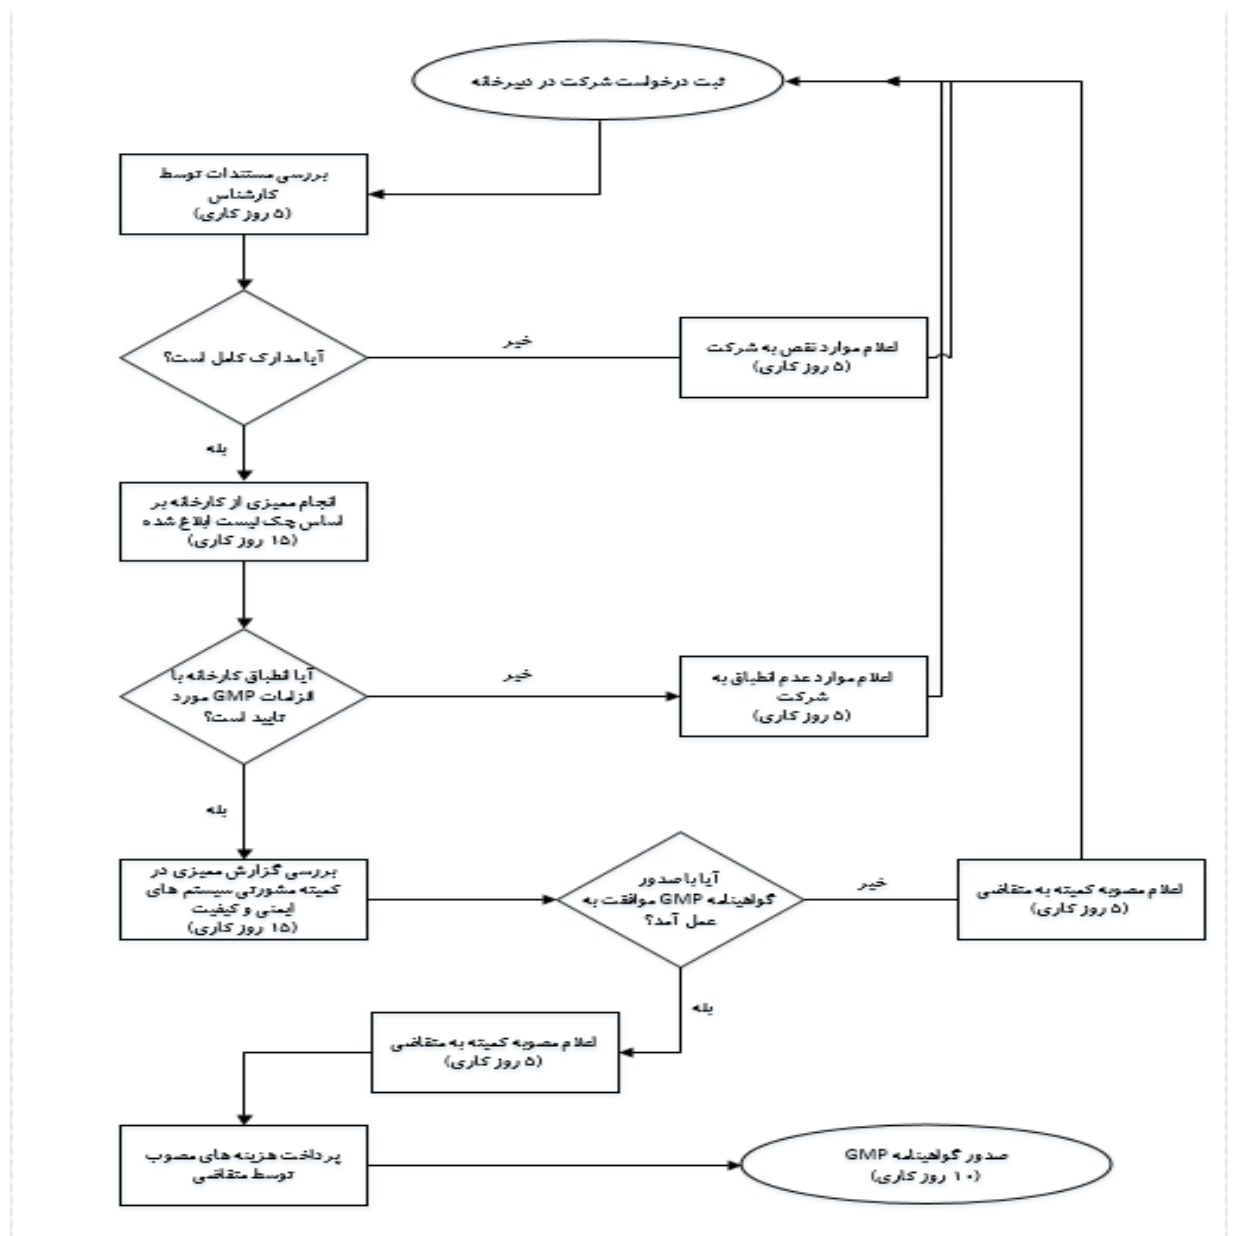 ثبت درخواست شرکت در دبیرخانه
بررسی مستندات توسط
کارشناس
(۵ روز کاری)
آیا مدارک کامل است؟
خیر
اعلام موارد نقص به شرکت
(۵ روز کاری)
بله
انجام ممیزی از کارخانه بر
اساس چک لیست ابلاغ شده
(۱۵ روز کاری)
آیا انطباق کارخانه با
الزامات GMP مورد
تایید است؟
خیر
اعلام موارد عدم انطباق به
شرکت
(۵ روز کاری)
بله
بررسی گزارش ممیزی در
کمیته مشورتی سیستم های
ایمنی و کیفیت
(۱۵ روز کاری)
آیا با صدور
گواهینامه GMP موافقت به
عمل آمد؟
خیر
اعلام مصوبه کمیته به متقاضی
(۵ روز کاری)
بله
اعلام مصوبه کمیته به متقاضی
(۵ روز کاری)
پرداخت هزینه های مصوب
توسط متقاضی
صدور گواهینامه GMP
(۱۰ روز کاری)